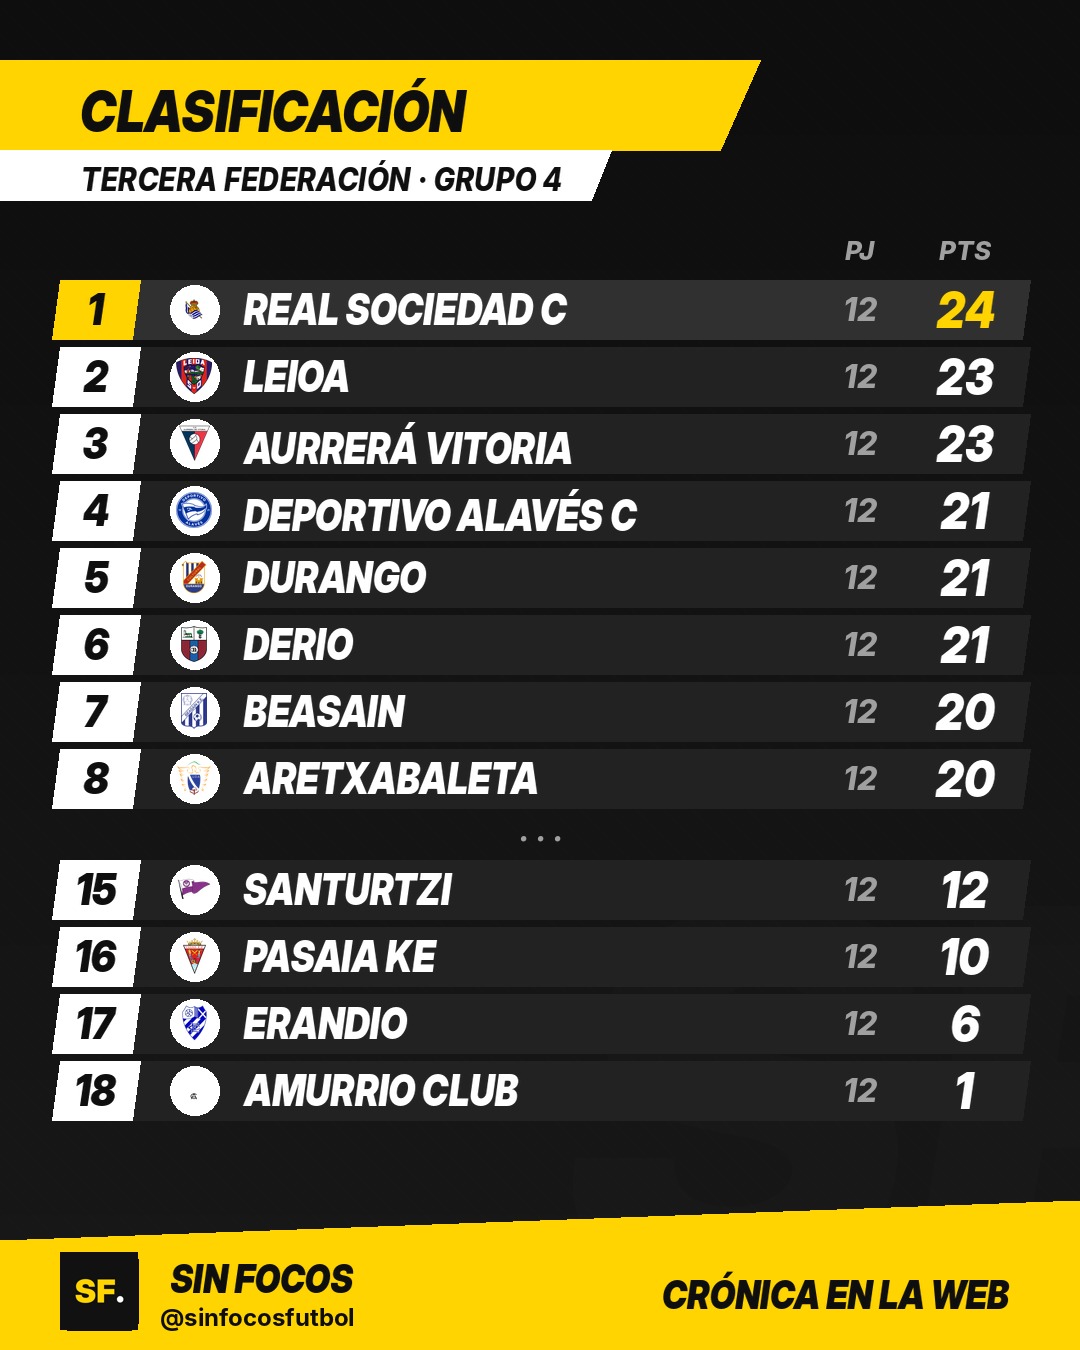 CLASIFICACIÓN
TERCERA FEDERACIÓN · GRUPO 4
PJ PTS
1 REAL SOCIEDAD C 12 24
2 LEIOA 12 23
3 AURRERÁ VITORIA 12 23
4 DEPORTIVO ALAVÉS C 12 21
5 DURANGO 12 21
6 DERIO 12 21
7 BEASAIN 12 20
8 ARETXABALETA 12 20
...
15 SANTURTZI 12 12
16 PASAIA KE 12 10
17 ERANDIO 12 6
18 AMURRIO CLUB 12 1
SF. SIN FOCOS
@sinfocosfutbol
CRÓNICA EN LA WEB